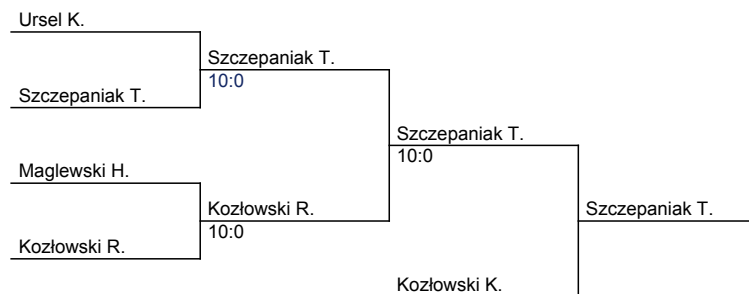 Ursel K.
Szczepaniak T.
10:0
Szczepaniak T.
Szczepaniak T.
10:0
Maglewski H.
Kozłowski R.
10:0
Szczepaniak T.
Kozłowski R.
Kozłowski K.